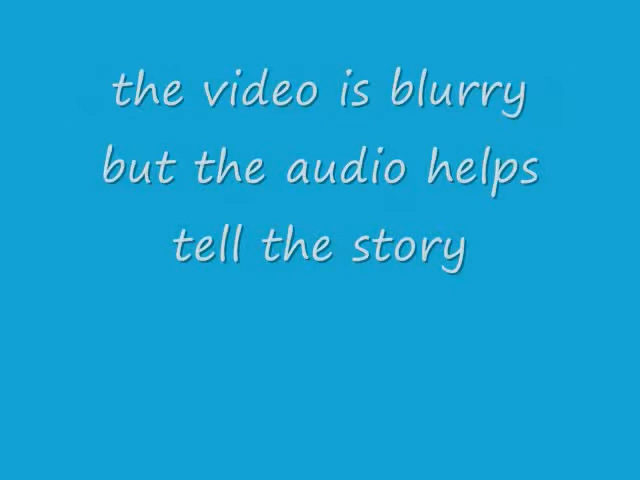 the video is blurry
but the audio helps
tell the story